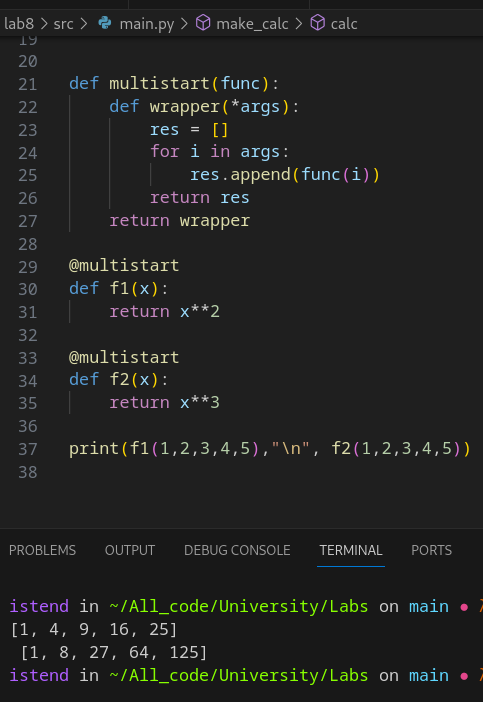 lab8 > src > main.py > make_calc > calc
19
20
21 def multistart(func):
22     def wrapper(*args):
23         res = []
24         for i in args:
25             res.append(func(i))
26         return res
27     return wrapper
28
29 @multistart
30 def f1(x):
31     return x**2
32
33 @multistart
34 def f2(x):
35     return x**3
36
37 print(f1(1,2,3,4,5),"\n", f2(1,2,3,4,5))
38
PROBLEMS OUTPUT DEBUG CONSOLE TERMINAL PORTS
istend in ~/All_code/University/Labs on main ●
[1, 4, 9, 16, 25]
 [1, 8, 27, 64, 125]
istend in ~/All_code/University/Labs on main ●